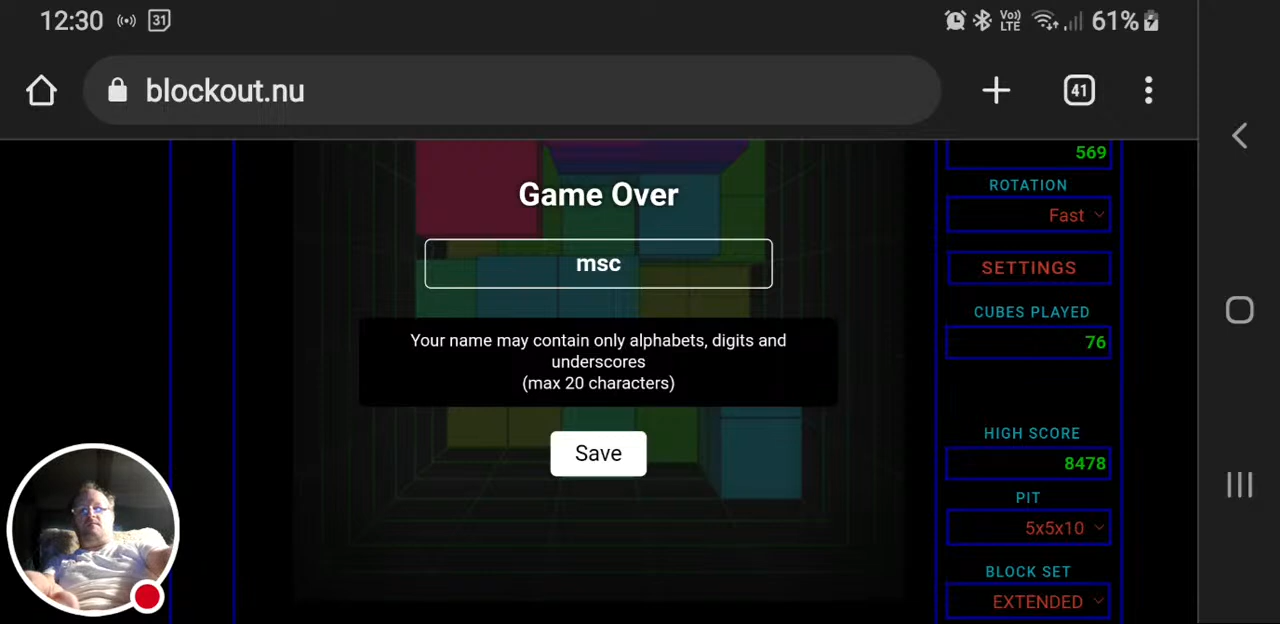 12:30 31 Vo)) LTE 61%
blockout.nu 41
569
Game Over
ROTATION
Fast
msc
SETTINGS
CUBES PLAYED
76
Your name may contain only alphabets, digits and
underscores
(max 20 characters)
HIGH SCORE
8478
Save
PIT
5x5x10
BLOCK SET
EXTENDED